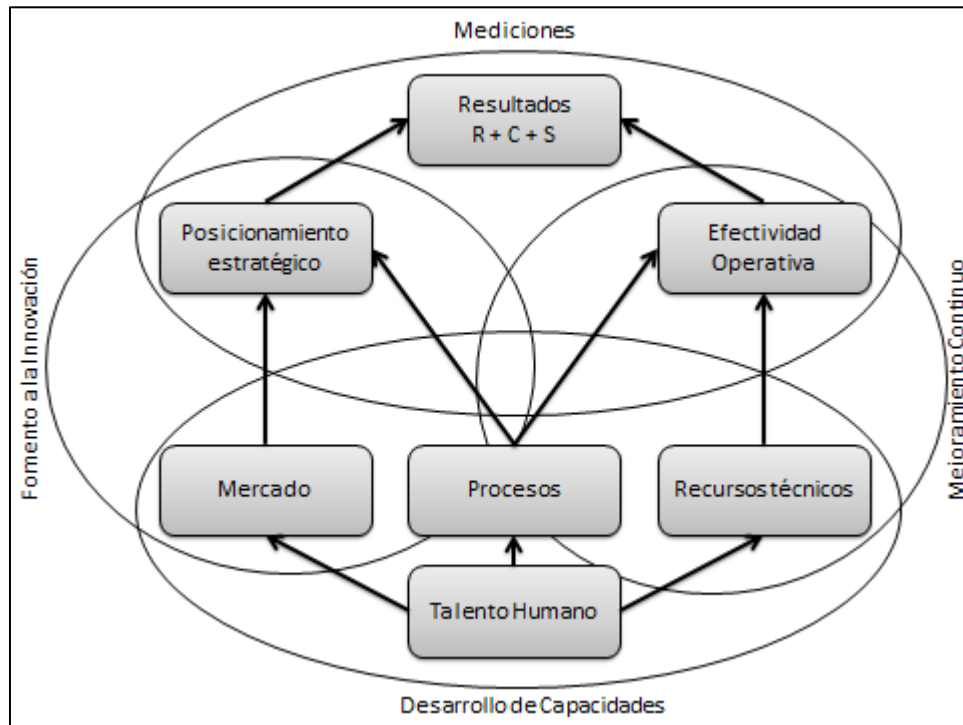 Mediciones
Resultados
R + C + S
Posicionamiento
estratégico
Efectividad
Operativa
Fomento a la Innovación
Mejoramiento Continuo
Mercado
Procesos
Recursos técnicos
Talento Humano
Desarrollo de Capacidades